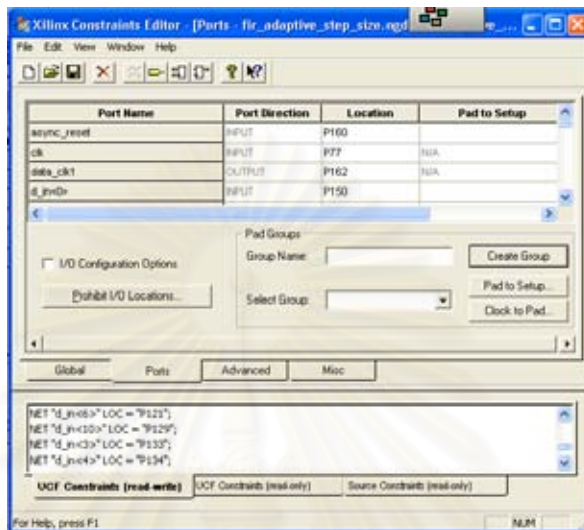 Xilinx Constraints Editor - [Ports - fir_adaptive_step_size.ngd
File Edit View Window Help
Port Name Port Direction Location Pad to Setup
async_reset INPUT P160
clk INPUT P77 N/A
data_clk1 OUTPUT P162 N/A
INPUT P150
Pad Groups
I/O Configuration Options
Group Name:
Create Group
Prohibit I/O Locations...
Select Group:
Pad to Setup...
Clock to Pad...
Global Ports Advanced Misc
NET "d_in<6>" LOC = "P121";
NET "d_in<10>" LOC = "P129";
NET "d_in<3>" LOC = "P133";
NET "d_in<4>" LOC = "P134";
UCF Constraints (read-write) UCF Constraints (read-only) Source Constraints (read-only)
For Help, press F1 NUM